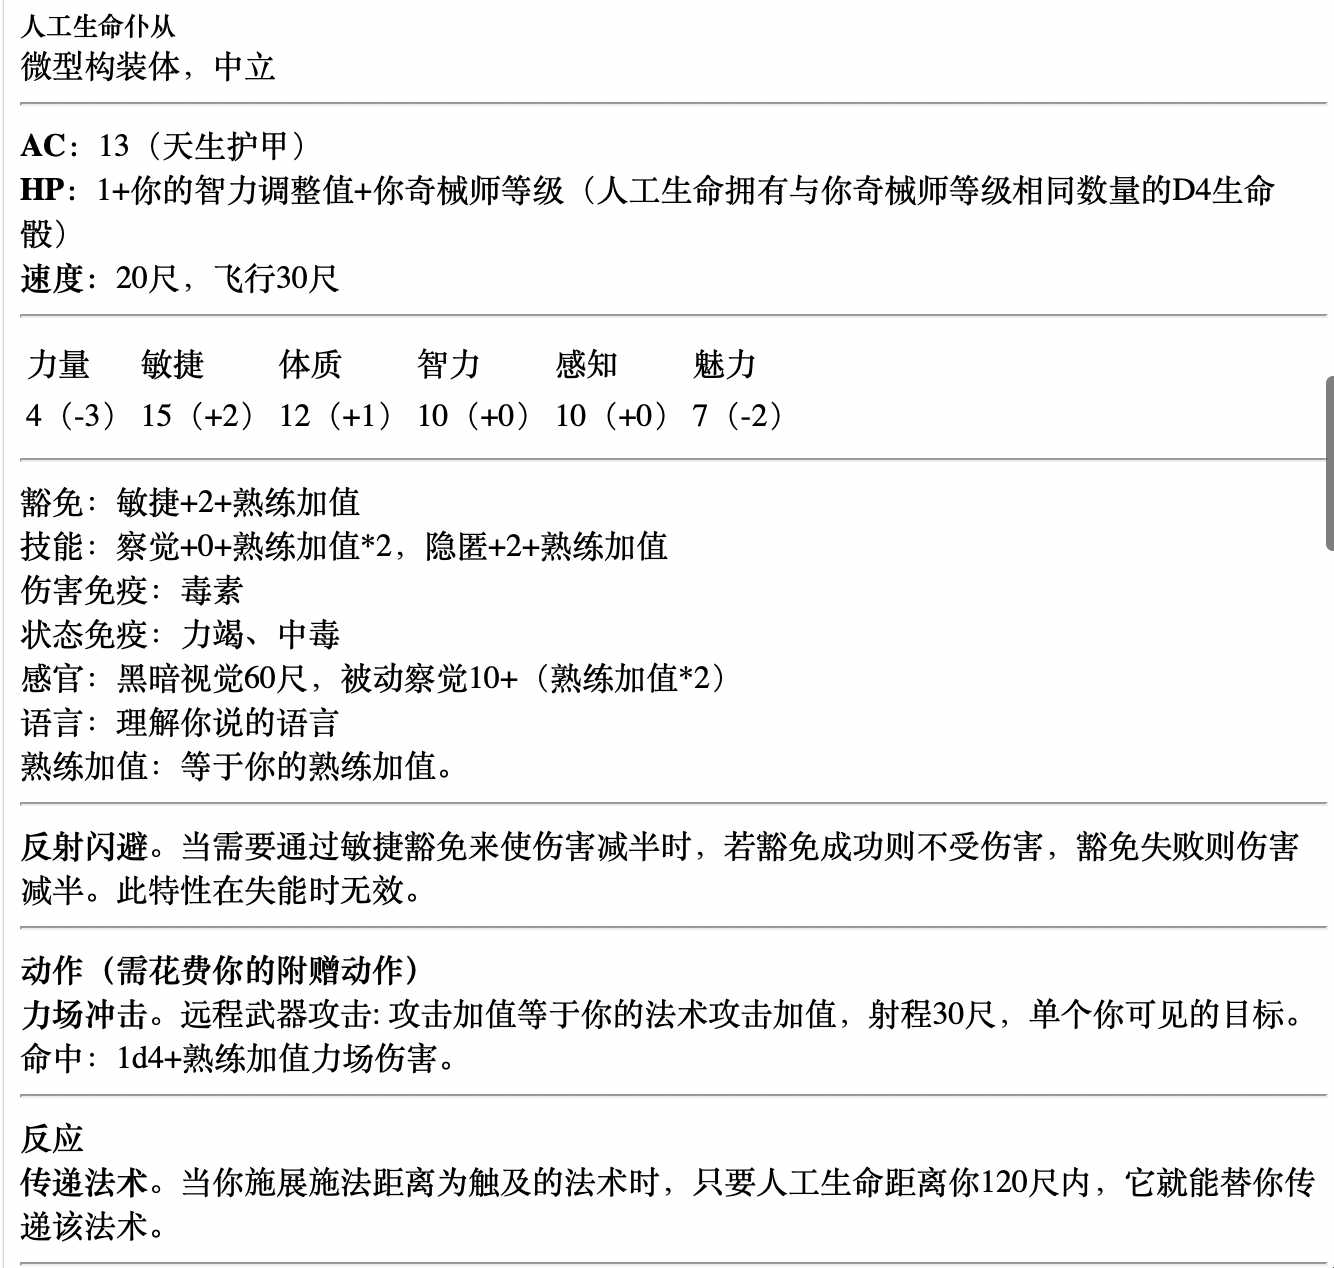 人工生命仆从
微型构装体，中立
AC：13（天生护甲）
HP：1+你的智力调整值+你奇械师等级（人工生命拥有与你奇械师等级相同数量的D4生命
骰）
速度：20尺，飞行30尺
力量 敏捷 体质 智力 感知 魅力
4（-3） 15（+2） 12（+1） 10（+0） 10（+0） 7（-2）
豁免：敏捷+2+熟练加值
技能：察觉+0+熟练加值*2，隐匿+2+熟练加值
伤害免疫：毒素
状态免疫：力竭、中毒
感官：黑暗视觉60尺，被动察觉10+（熟练加值*2）
语言：理解你说的语言
熟练加值：等于你的熟练加值。
反射闪避。当需要通过敏捷豁免来使伤害减半时，若豁免成功则不受伤害，豁免失败则伤害
减半。此特性在失能时无效。
动作（需花费你的附赠动作）
力场冲击。远程武器攻击: 攻击加值等于你的法术攻击加值，射程30尺，单个你可见的目标。
命中：1d4+熟练加值力场伤害。
反应
传递法术。当你施展施法距离为触及的法术时，只要人工生命距离你120尺内，它就能替你传
递该法术。